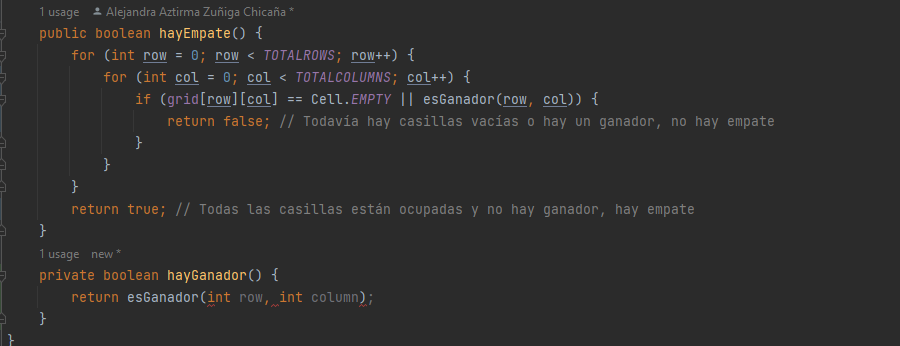 1 usage Alejandra Aztirma Zuñiga Chicaña *
public boolean hayEmpate() {
for (int row = 0; row < TOTALROWS; row++) {
for (int col = 0; col < TOTALCOLUMNS; col++) {
if (grid[row][col] == Cell.EMPTY || esGanador(row, col)) {
return false; // Todavía hay casillas vacías o hay un ganador, no hay empate
}
}
}
return true; // Todas las casillas están ocupadas y no hay ganador, hay empate
}
1 usage new *
private boolean hayGanador() {
return esGanador(int row, int column);
}
}